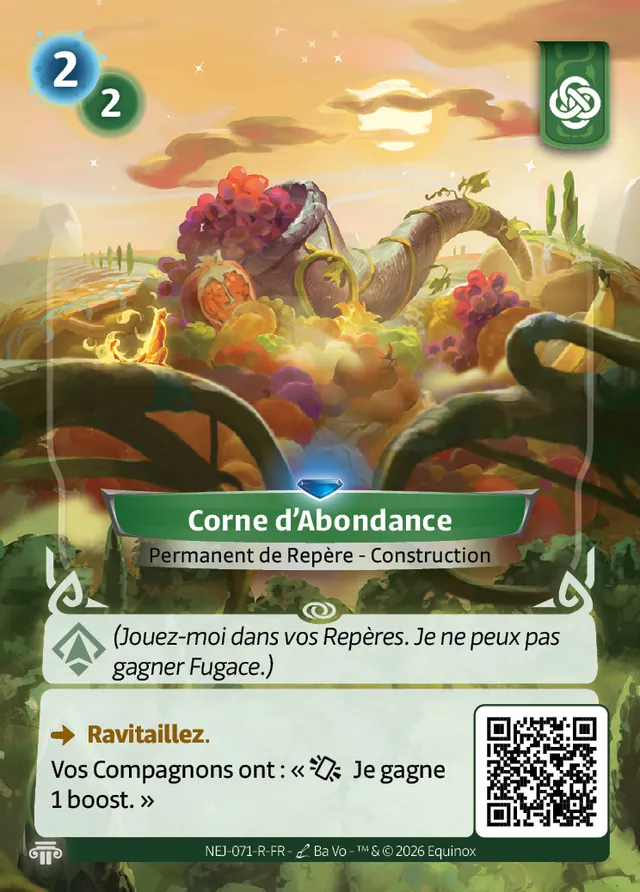 2
2
Corne d'Abondance
Permanent de Repère - Construction
(Jouez-moi dans vos Repères. Je ne peux pas
gagner Fugace.)
Ravitaillez.
Vos Compagnons ont : « Je gagne
1 boost. »
NEJ-071-R-FR - Ba Vo - ™ & © 2026 Equinox